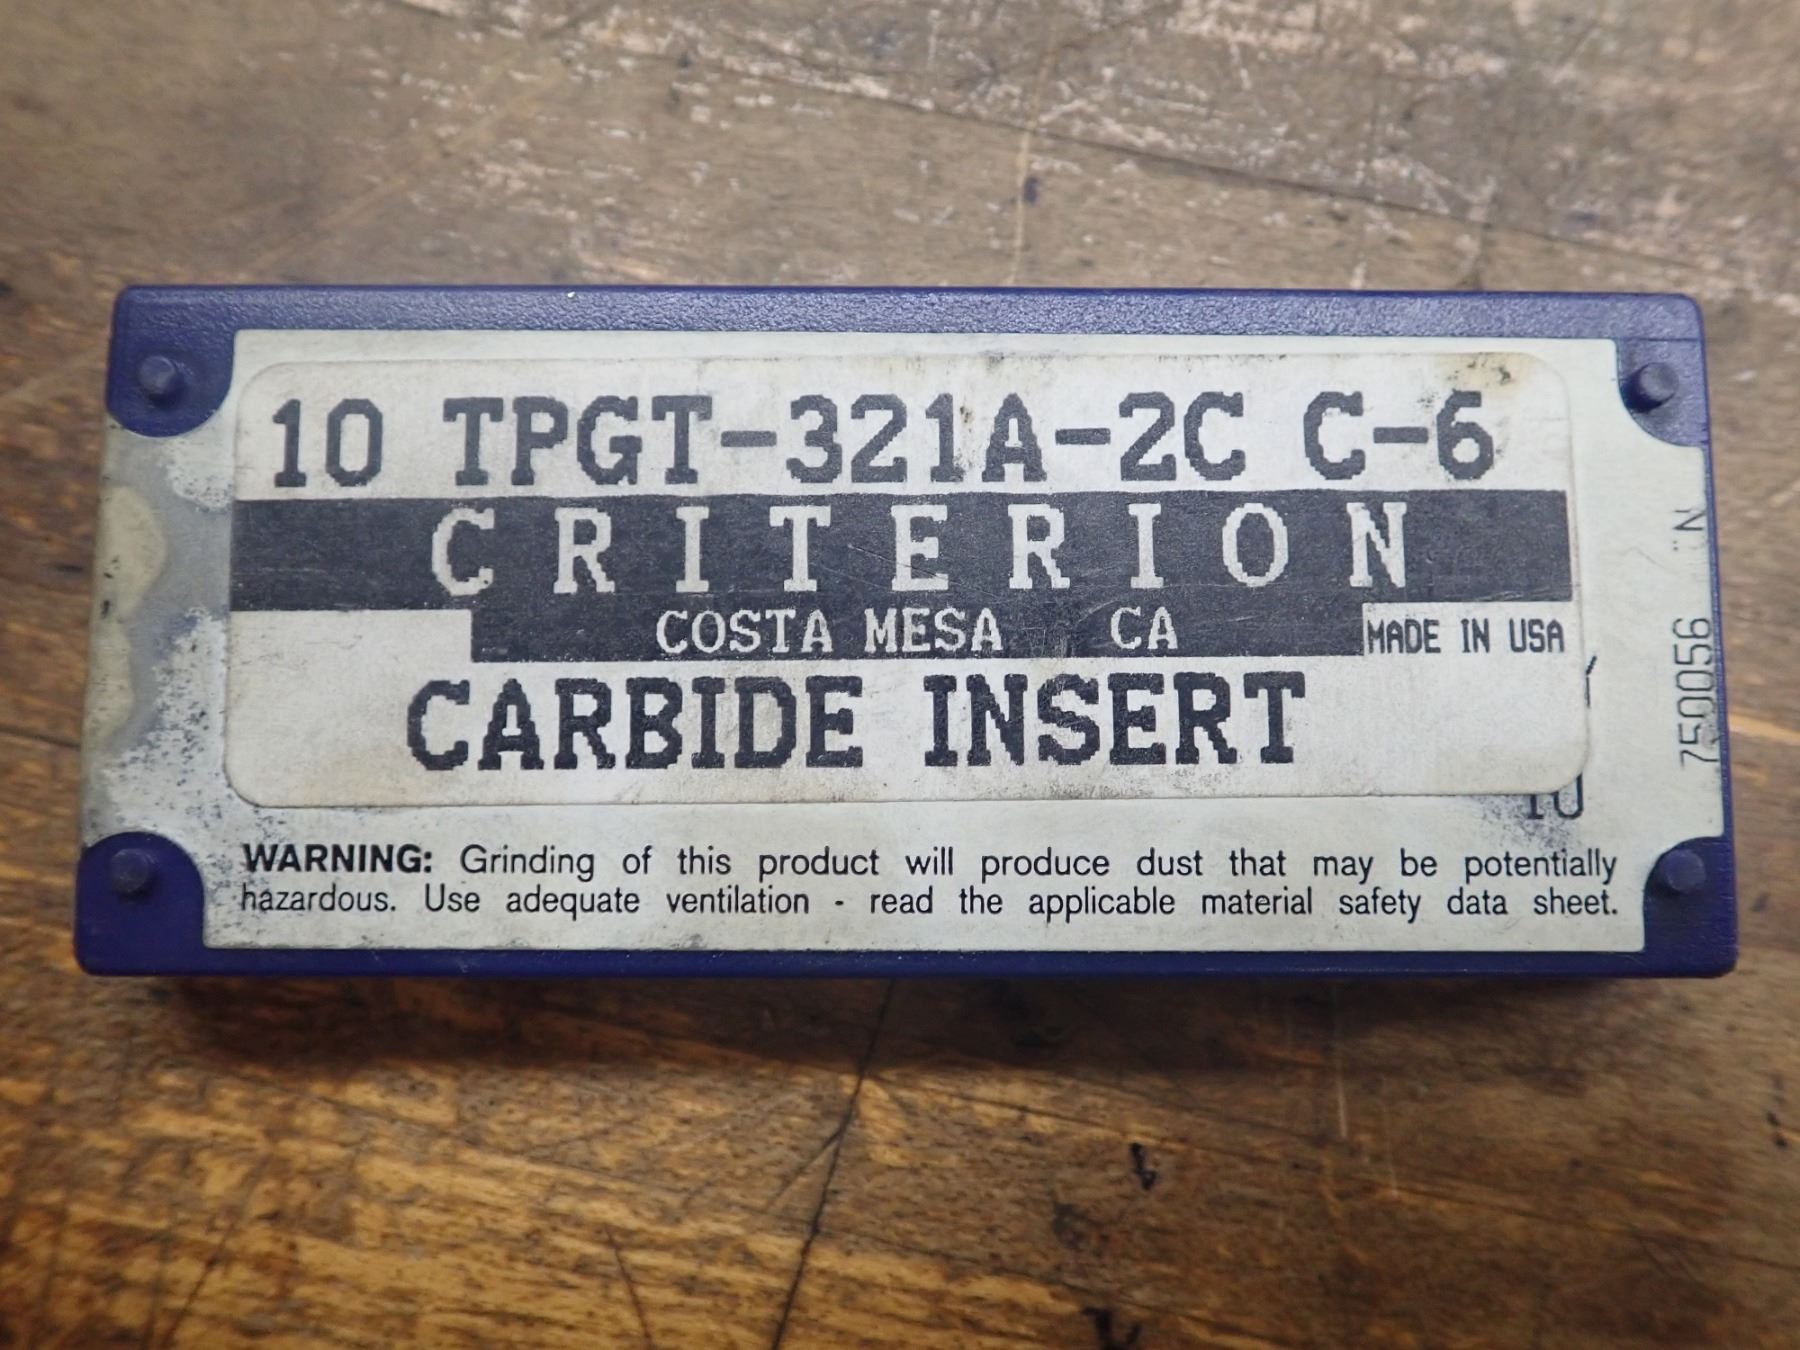 10 TPGT-321A-2C C-6
CRITERION
COSTA MESA CA
MADE IN USA
CARBIDE INSERT
10
WARNING: Grinding of this product will produce dust that may be potentially
hazardous. Use adequate ventilation - read the applicable material safety data sheet.
750056